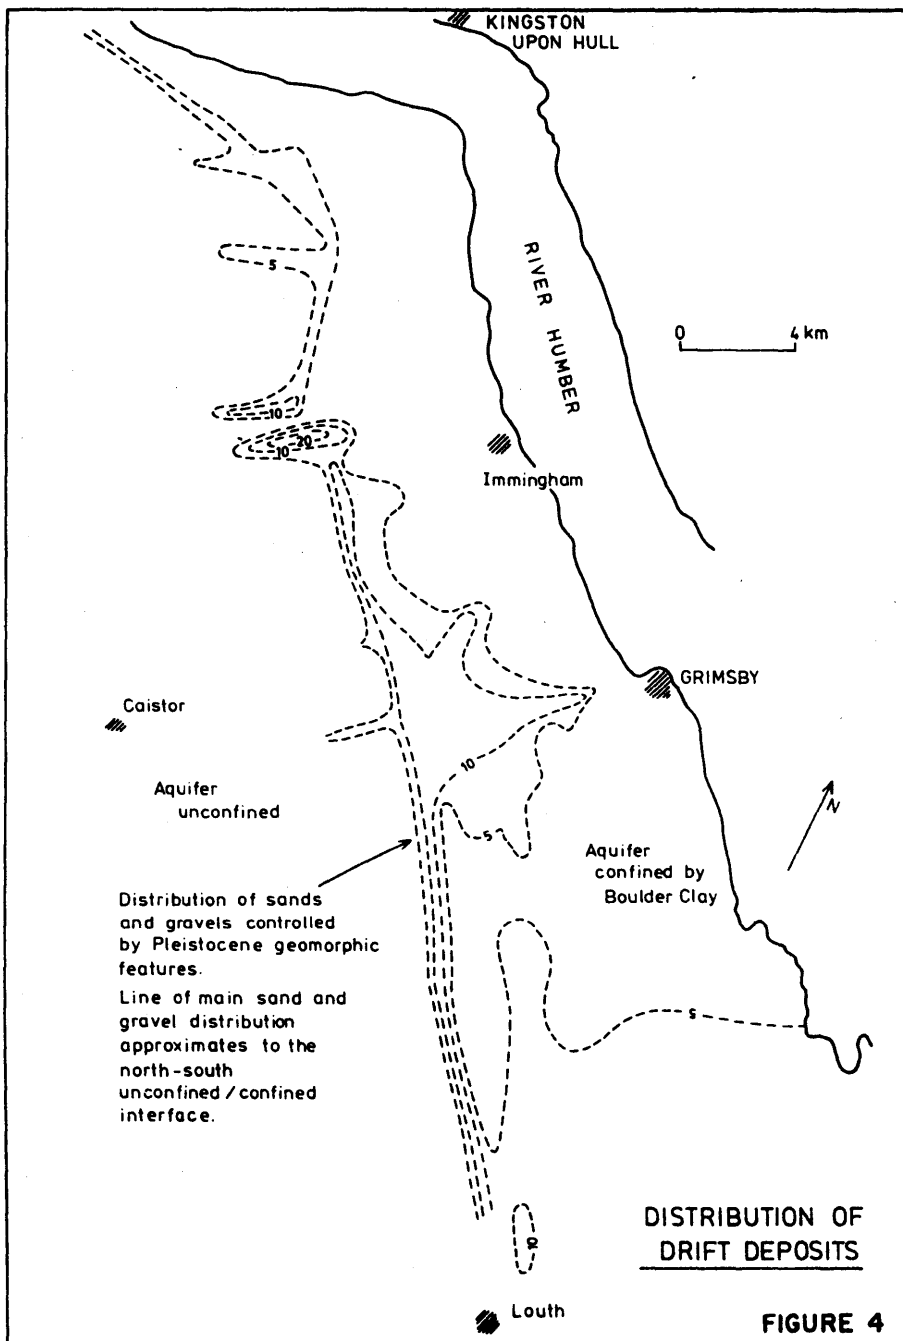 KINGSTON
UPON HULL
RIVER HUMBER
0 4 km
5
10
20
10
Immingham
GRIMSBY
Caistor
10
Aquifer
unconfined
5
N
Aquifer
confined by
Boulder Clay
Distribution of sands
and gravels controlled
by Pleistocene geomorphic
features.
Line of main sand and
gravel distribution
approximates to the
north-south
unconfined / confined
interface.
5
10
DISTRIBUTION OF
DRIFT DEPOSITS
Louth
FIGURE 4